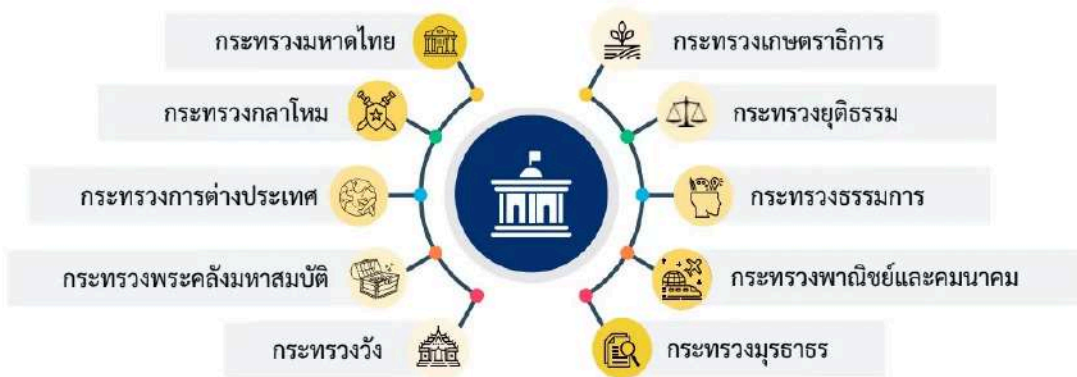 กระทรวงมหาดไทย
กระทรวงกลาโหม
กระทรวงการต่างประเทศ
กระทรวงพระคลังมหาสมบัติ
กระทรวงวัง
กระทรวงเกษตราธิการ
กระทรวงยุติธรรม
กระทรวงธรรมการ
กระทรวงพาณิชย์และคมนาคม
กระทรวงมุรธาธร